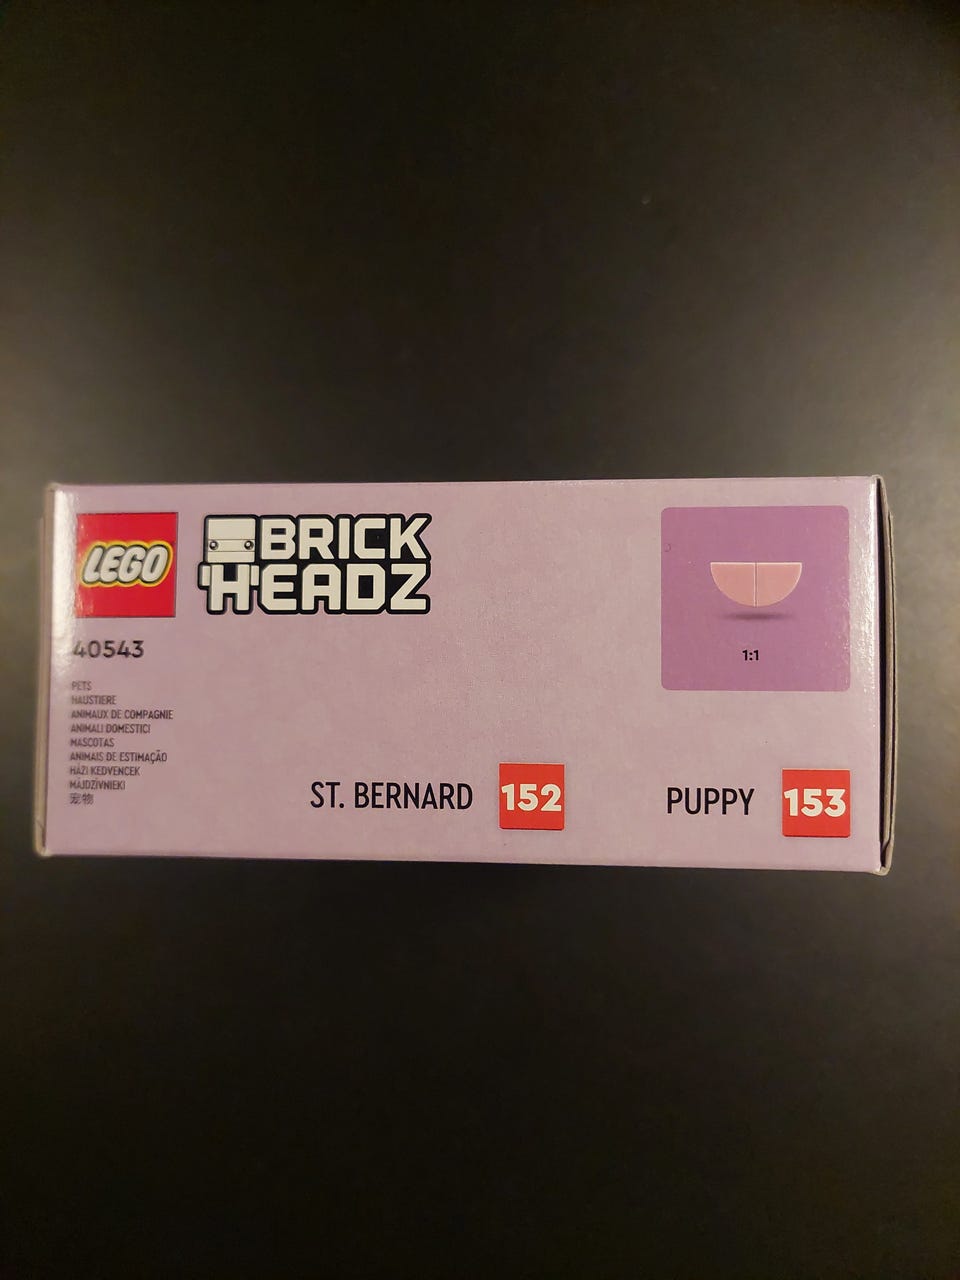 LEGO
BRICK
HEADZ
40543
PETS
HAUSTIERE
ANIMAUX DE COMPAGNIE
ANIMALI DOMESTICI
MASCOTAS
ANIMAIS DE ESTIMAÇÃO
HÁZI KEDVENCEK
MĀJDZĪVNIEKI
宠物
1:1
ST. BERNARD 152
PUPPY 153